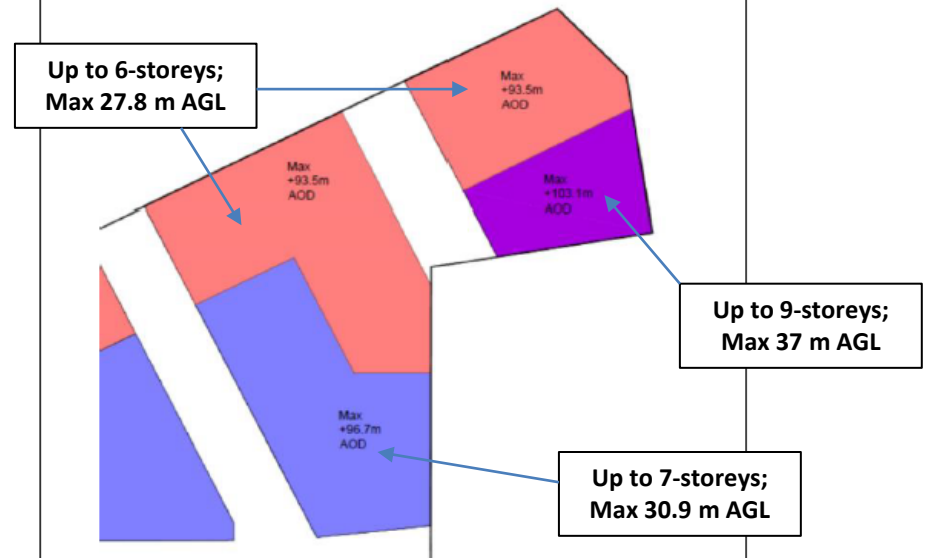 Up to 6-storeys;
Max 27.8 m AGL
Max
+93.5m
AOD
Max
+93.5m
AOD
Max
+103.1m
AOD
Up to 9-storeys;
Max 37 m AGL
Max
+96.7m
AOD
Up to 7-storeys;
Max 30.9 m AGL